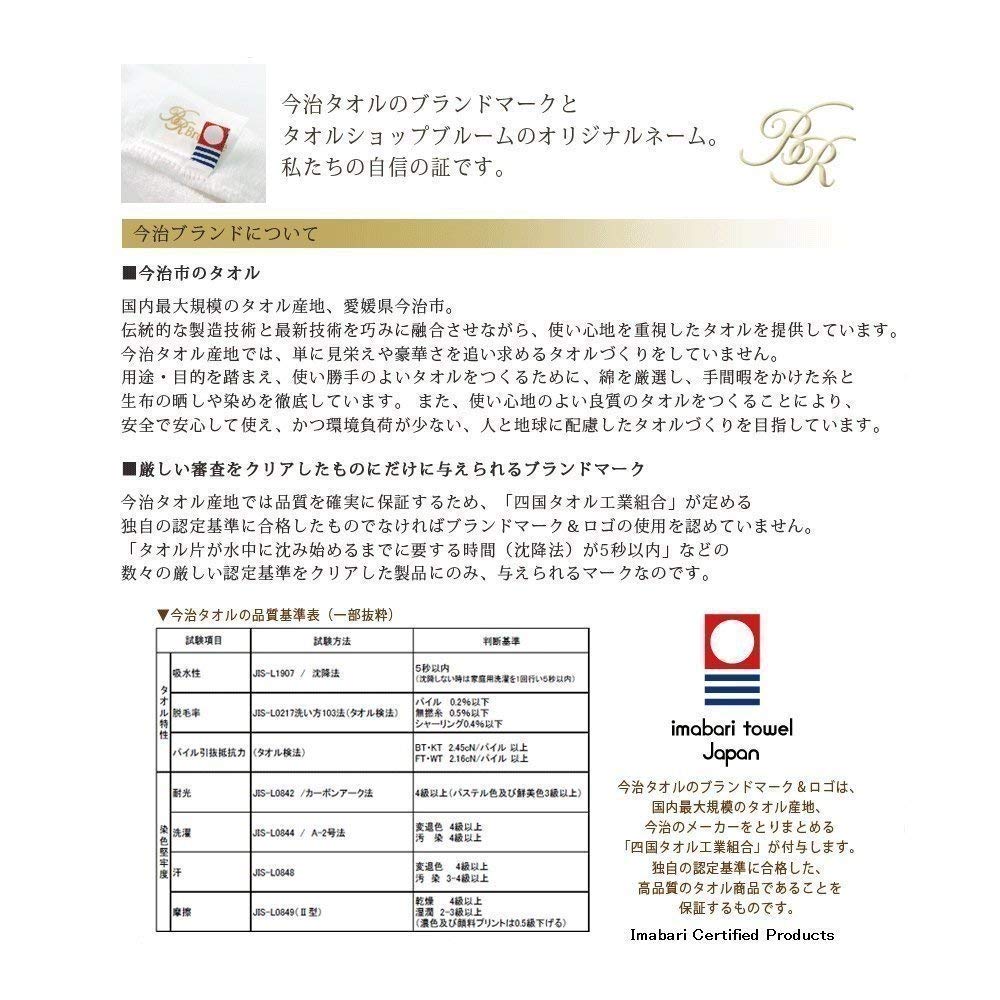 今治タオルのブランドマークと
タオルショップブルームのオリジナルネーム。
私たちの自信の証です。
BR
今治ブランドについて
■今治市のタオル
国内最大規模のタオル産地、愛媛県今治市。
伝統的な製造技術と最新技術を巧みに融合させながら、使い心地を重視したタオルを提供しています。
今治タオル産地では、単に見栄えや豪華さを追い求めるタオルづくりをしていません。
用途・目的を踏まえ、使い勝手のよいタオルをつくるために、綿を厳選し、手間暇をかけた糸と
生布の晒しや染めを徹底しています。 また、使い心地のよい良質のタオルをつくることにより、
安全で安心して使え、かつ環境負荷が少ない、人と地球に配慮したタオルづくりを目指しています。
■厳しい審査をクリアしたものにだけに与えられるブランドマーク
今治タオル産地では品質を確実に保証するため、「四国タオル工業組合」が定める
独自の認定基準に合格したものでなければブランドマーク＆ロゴの使用を認めていません。
「タオル片が水中に沈み始めるまでに要する時間（沈降法）が5秒以内」などの
数々の厳しい認定基準をクリアした製品にのみ、与えられるマークなのです。
▼今治タオルの品質基準表（一部抜粋）
試験項目 試験方法 判断基準
タオル特性
吸水性 JIS-L1907 / 沈降法 5秒以内
（沈降しない時は家庭用洗濯を1回行い5秒以内）
脱毛率 JIS-L0217洗い方103法(タオル検法) パイル 0.2%以下
無撚糸 0.5%以下
シャーリング0.4%以下
パイル引抜抵抗力 (タオル検法) BT・KT 2.45cN/パイル 以上
FT・WT 2.16cN/パイル 以上
染色堅牢度
耐光 JIS-L0842 /カーボンアーク法 4級以上(パステル色及び鮮美色3級以上)
洗濯 JIS-L0844 / A-2号法 変退色 4級以上
汚 染 4級以上
汗 JIS-L0848 変退色 4級以上
汚 染 3-4級以上
摩擦 JIS-L0849(Ⅱ型) 乾燥 4級以上
湿潤 2-3級以上
(濃色及び顔料プリントは0.5級下げる)
imabari towel
Japan
今治タオルのブランドマーク＆ロゴは、
国内最大規模のタオル産地、
今治のメーカーをとりまとめる
「四国タオル工業組合」が付与します。
独自の認定基準に合格した、
高品質のタオル商品であることを
保証するものです。
Imabari Certified Products